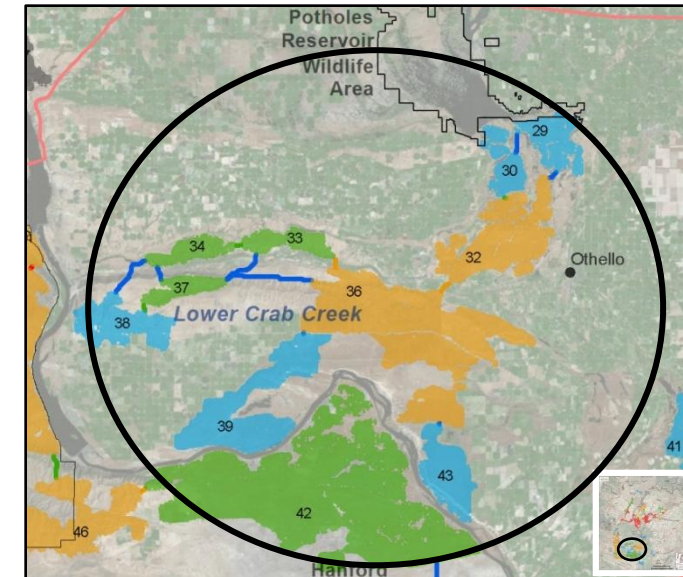 Potholes
Reservoir
Wildlife
Area
29
30
33
34
32
Othello
36
37
38
Lower Crab Creek
39
41
43
42
46
Hanford